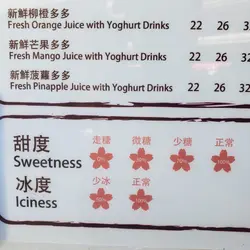 新鮮柳橙多多
Fresh Orange Juice with Yoghurt Drinks 22 26 32
新鮮芒果多多
Fresh Mango Juice with Yoghurt Drinks 22 26 32
新鮮菠蘿多多
Fresh Pinapple Juice with Yoghurt Drinks 22 26 32
甜度 走糖 微糖 少糖 正常
Sweetness
冰度 少冰 正常
Iciness